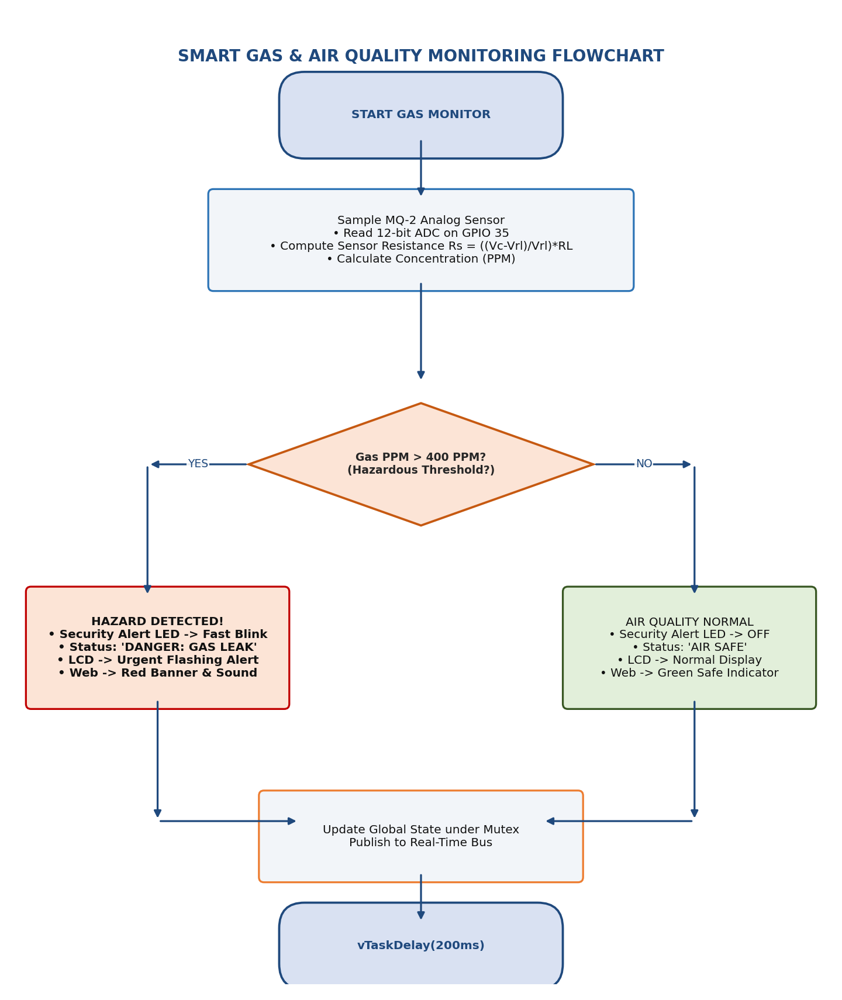 SMART GAS & AIR QUALITY MONITORING FLOWCHART
START GAS MONITOR
Sample MQ-2 Analog Sensor
• Read 12-bit ADC on GPIO 35
• Compute Sensor Resistance Rs = ((Vc-Vrl)/Vrl)*RL
• Calculate Concentration (PPM)
Gas PPM > 400 PPM?
(Hazardous Threshold?)
YES
NO
HAZARD DETECTED!
• Security Alert LED -> Fast Blink
• Status: 'DANGER: GAS LEAK'
• LCD -> Urgent Flashing Alert
• Web -> Red Banner & Sound
AIR QUALITY NORMAL
• Security Alert LED -> OFF
• Status: 'AIR SAFE'
• LCD -> Normal Display
• Web -> Green Safe Indicator
Update Global State under Mutex
Publish to Real-Time Bus
vTaskDelay(200ms)